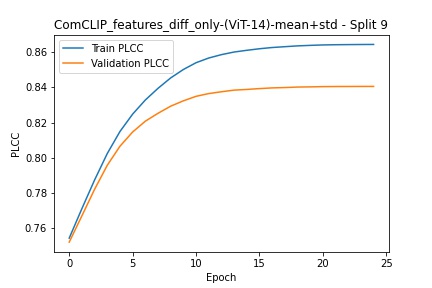 ComCLIP_features_diff_only-(ViT-14)-mean+std - Split 9
Train PLCC
Validation PLCC
0.86
0.84
0.82
0.80
0.78
0.76
PLCC
0 5 10 15 20 25
Epoch